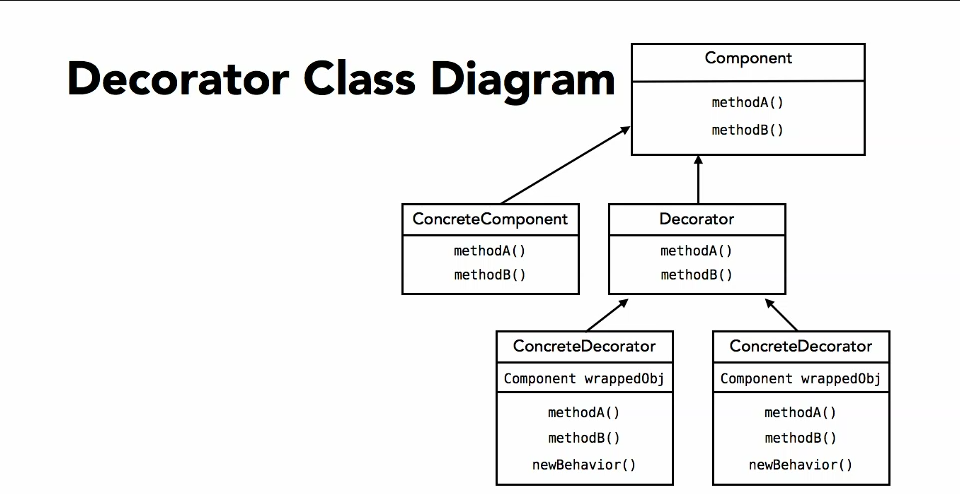 Decorator Class Diagram
Component
methodA()
methodB()
ConcreteComponent
methodA()
methodB()
Decorator
methodA()
methodB()
ConcreteDecorator
Component wrappedObj
methodA()
methodB()
newBehavior()
ConcreteDecorator
Component wrappedObj
methodA()
methodB()
newBehavior()